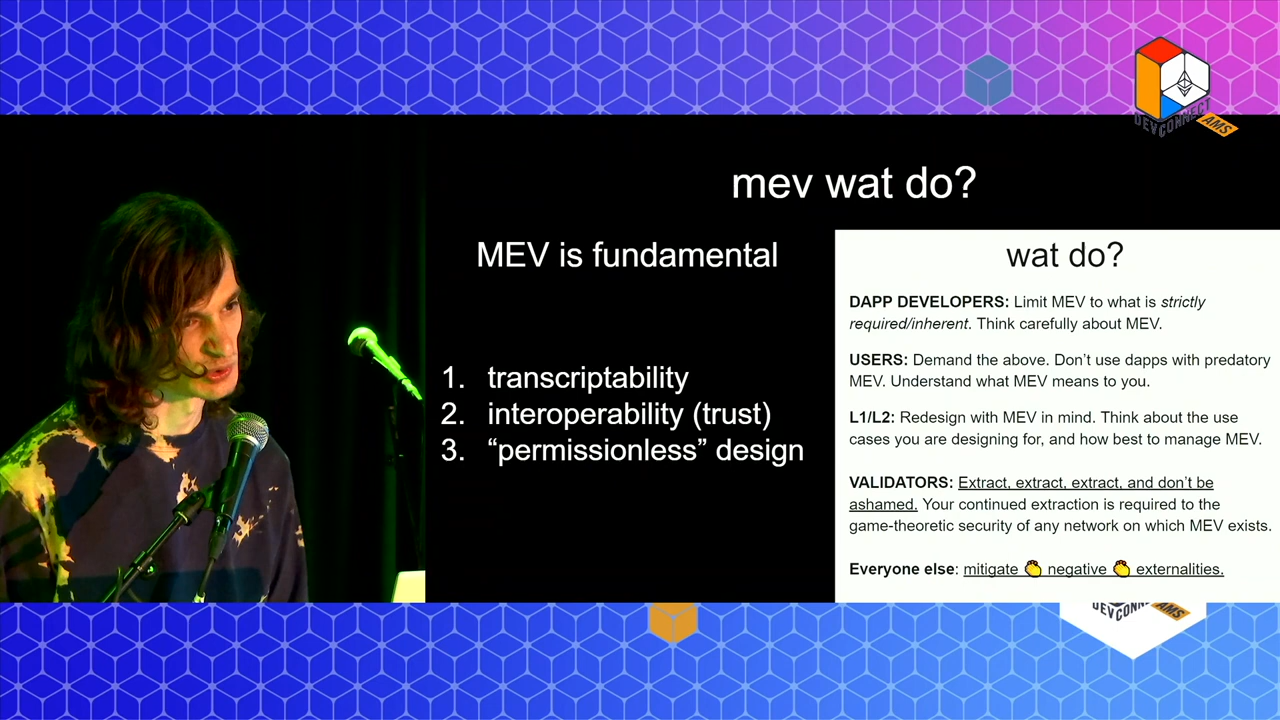 DEVCONNECT
AMS
mev wat do?
MEV is fundamental
1. transcriptability
2. interoperability (trust)
3. “permissionless” design
wat do?
DAPP DEVELOPERS: Limit MEV to what is strictly
required/inherent. Think carefully about MEV.
USERS: Demand the above. Don’t use dapps with predatory
MEV. Understand what MEV means to you.
L1/L2: Redesign with MEV in mind. Think about the use
cases you are designing for, and how best to manage MEV.
VALIDATORS: Extract, extract, extract, and don’t be
ashamed. Your continued extraction is required to the
game-theoretic security of any network on which MEV exists.
Everyone else: mitigate 👏 negative 👏 externalities.